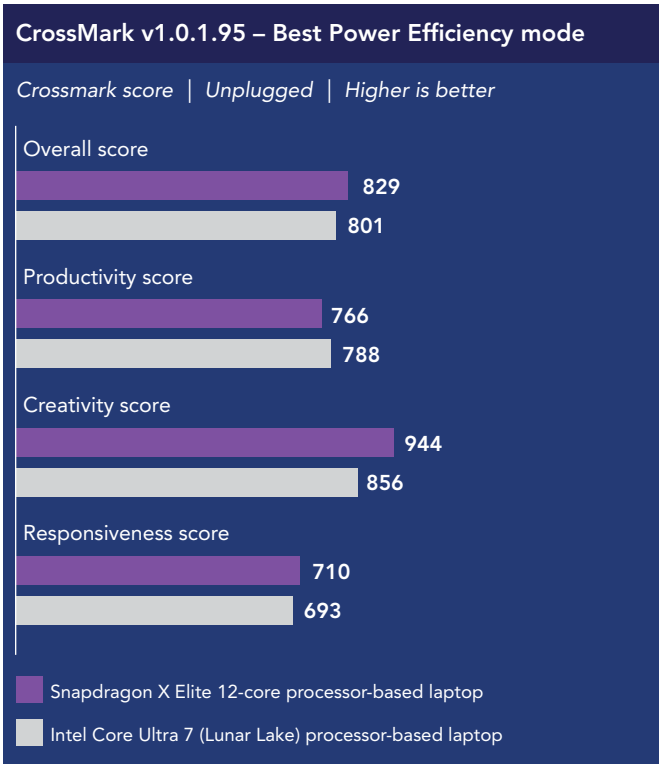 CrossMark v1.0.1.95 – Best Power Efficiency mode
Crossmark score | Unplugged | Higher is better
Overall score
829
801
Productivity score
766
788
Creativity score
944
856
Responsiveness score
710
693
Snapdragon X Elite 12-core processor-based laptop
Intel Core Ultra 7 (Lunar Lake) processor-based laptop